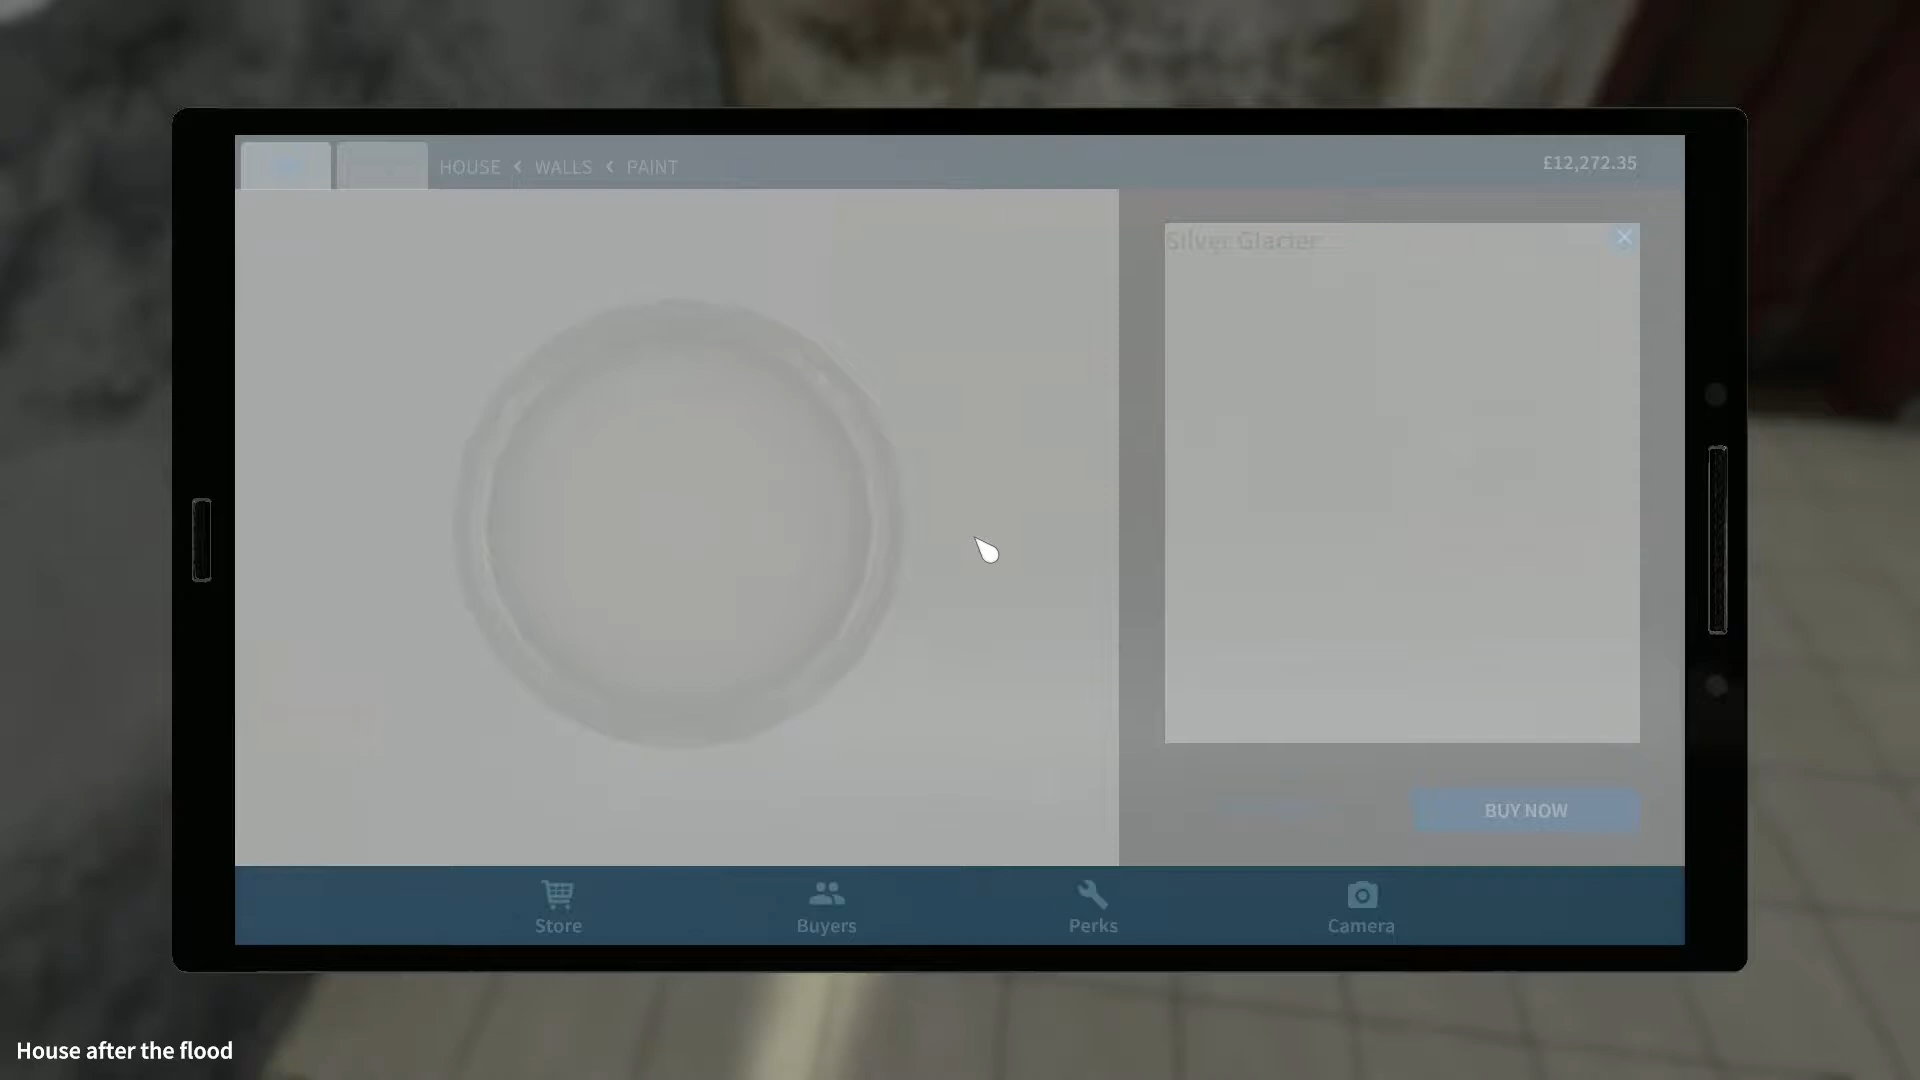 HOUSE < WALLS < PAINT
£12,272.35
Silver Glacier
BUY NOW
Store
Buyers
Perks
Camera
House after the flood